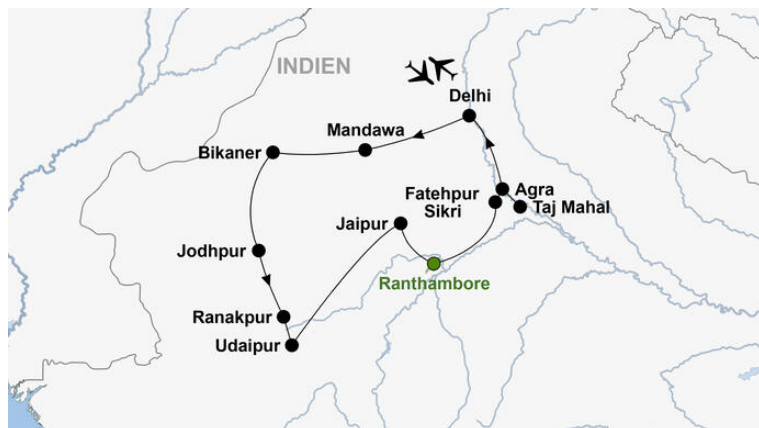 INDIEN
Delhi
Mandawa
Bikaner
Agra
Fatehpur
Sikri
Taj Mahal
Jaipur
Jodhpur
Ranthambore
Ranakpur
Udaipur